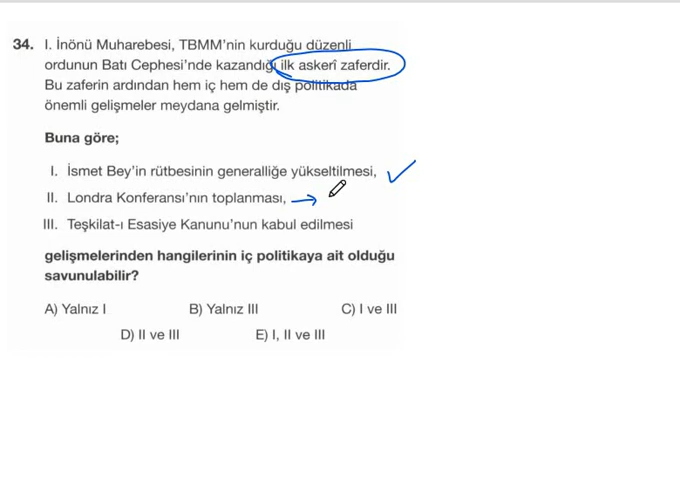 34. I. İnönü Muharebesi, TBMM'nin kurduğu düzenli
ordunun Batı Cephesi'nde kazandığı ilk askerî zaferdir.
Bu zaferin ardından hem iç hem de dış politikada
önemli gelişmeler meydana gelmiştir.
Buna göre;
I. İsmet Bey'in rütbesinin generalliğe yükseltilmesi,
II. Londra Konferansı'nın toplanması,
III. Teşkilat-ı Esasiye Kanunu'nun kabul edilmesi
gelişmelerinden hangilerinin iç politikaya ait olduğu
savunulabilir?
A) Yalnız I B) Yalnız III C) I ve III
D) II ve III E) I, II ve III